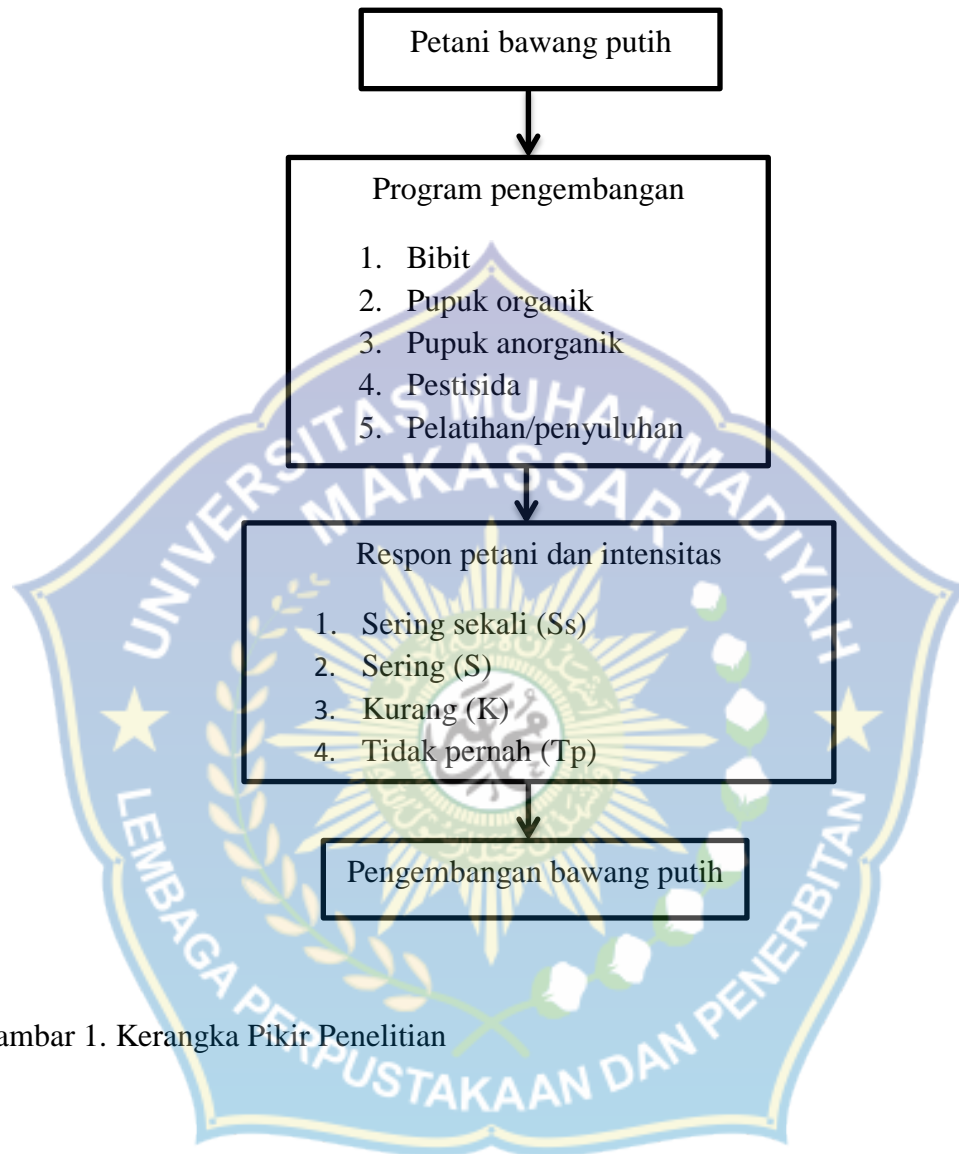 Petani bawang putih
Program pengembangan
1. Bibit
2. Pupuk organik
3. Pupuk anorganik
4. Pestisida
5. Pelatihan/penyuluhan
UNIVERSITAS MUHAMMADIYAH
MAKASSAR
Respon petani dan intensitas
1. Sering sekali (Ss)
2. Sering (S)
3. Kurang (K)
4. Tidak pernah (Tp)
Pengembangan bawang putih
ambar 1. Kerangka Pikir Penelitian
LEMBAGA PERPUSTAKAAN DAN PENERBITAN